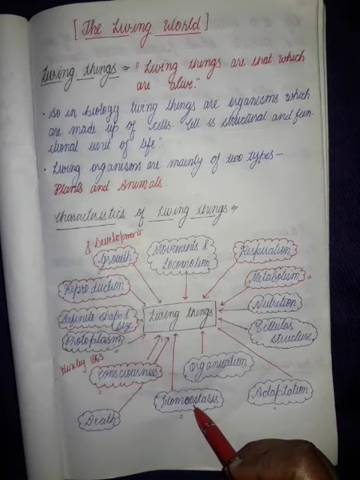 [The Living World]
Living things → "Living things are that which
are alive."
• So in biology living things are organisms which
are made up of cells. Cell is structural and fun-
ctional unit of life.
• Living organisms are mainly of two types—
Plants and Animals.
Characteristics of Living things →
& Development
Growth
Movements &
Locomotion
Respiration
Reproduction
Metabolism
Definite shape &
size
Living things
Nutrition
Protoplasm
Cellular
structure
Huxley 1863
Consciousness
Organisation
Homeostasis
Adaptation
Death